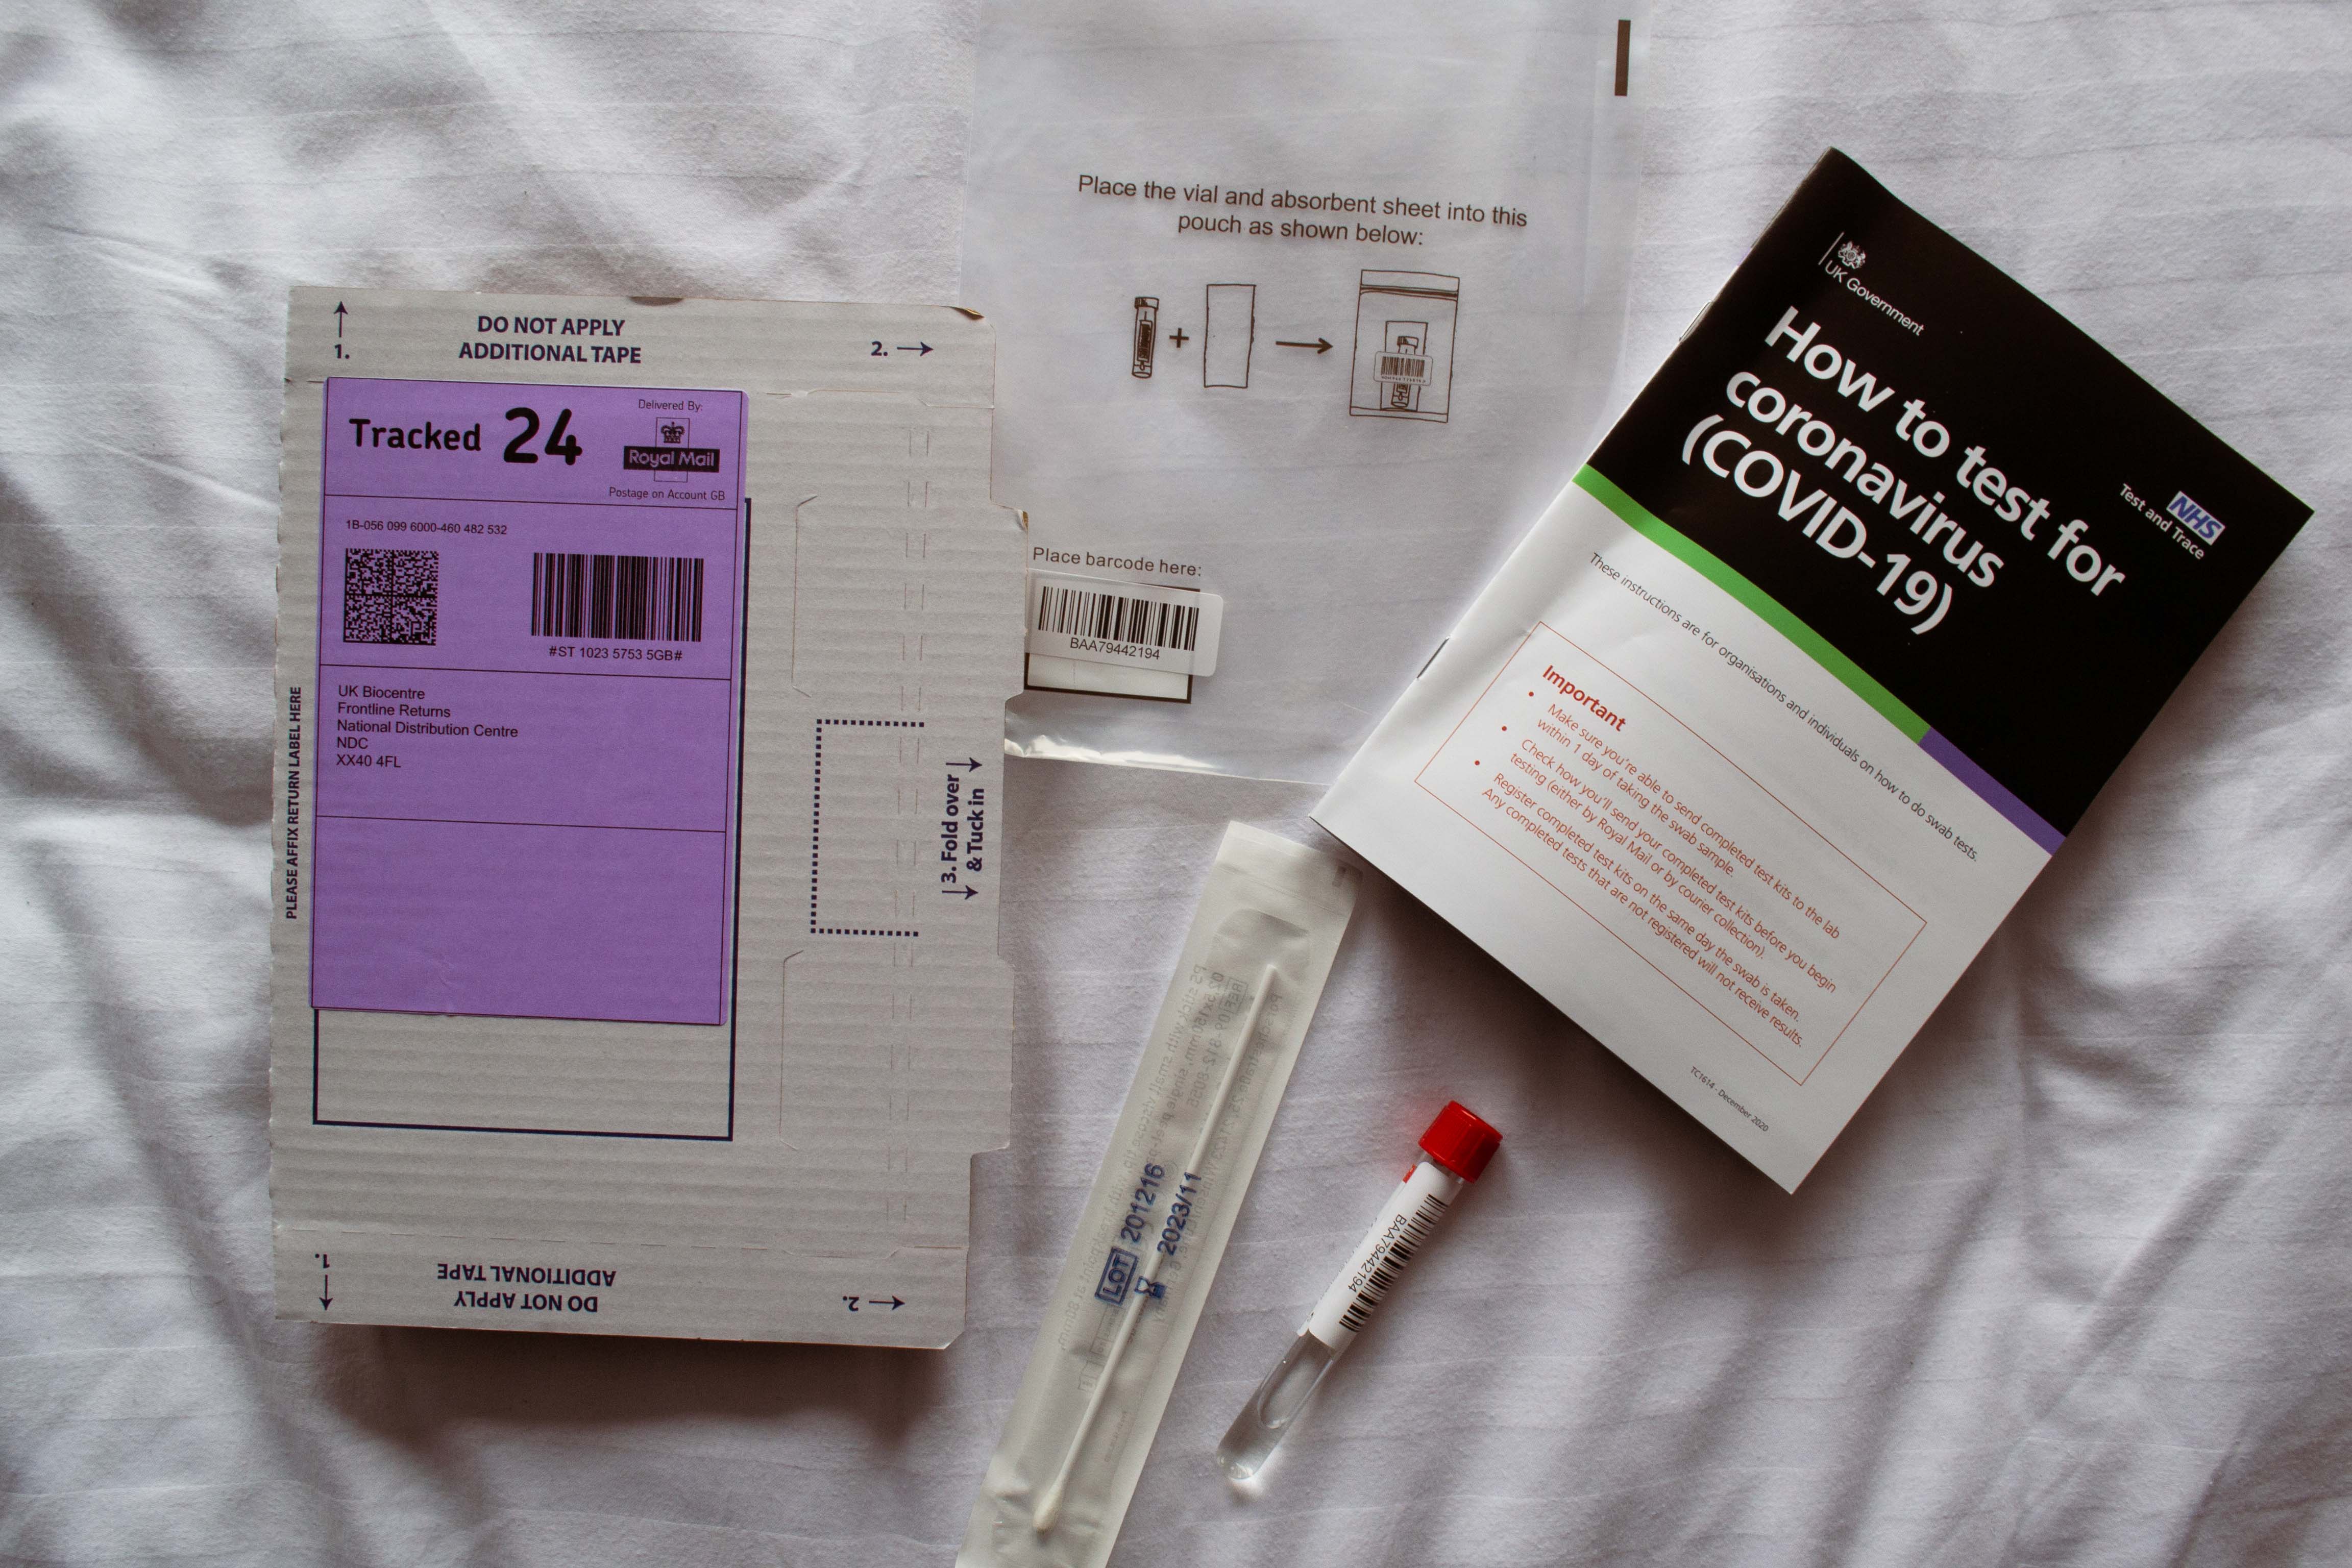 ↑
1.
DO NOT APPLY
ADDITIONAL TAPE
2. →
Tracked 24
Delivered By:
Royal Mail
Postage on Account GB
1B-056 099 6000-460 482 532
#ST 1023 5753 5GB#
UK Biocentre
Frontline Returns
National Distribution Centre
NDC
XX40 4FL
PLEASE AFFIX RETURN LABEL HERE
3. Fold over
& Tuck in
1.
DO NOT APPLY
ADDITIONAL TAPE
2.
Place the vial and absorbent sheet into this
pouch as shown below:
Place barcode here:
BAA79442194
UK Government
How to test for
coronavirus
(COVID-19)
NHS
Test and Trace
These instructions are for organisations and individuals on how to do swab tests.
Important
• Make sure you're able to send completed test kits to the lab
within 1 day of taking the swab sample.
• Check how you'll send your completed test kits before you begin
testing (either by Royal Mail or by courier collection).
• Register completed test kits on the same day the swab is taken.
Any completed tests that are not registered will not receive results.
TC1614 - December 2020
LOT 201216
2023/11
BAA79442194